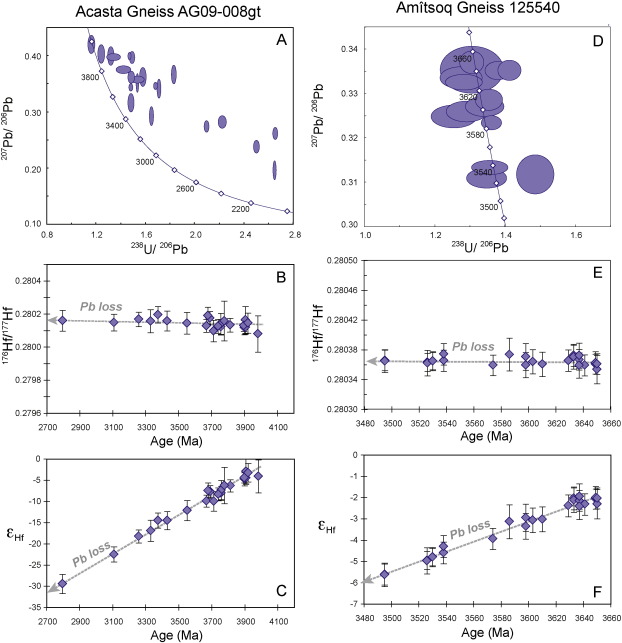 Acasta Gneiss AG09-008gt
Amîtsoq Gneiss 125540
A
0.40
0.30
0.20
0.10
207Pb/ 206Pb
3800
3400
3000
2600
2200
1.2
1.6
2.0
2.4
2.8
238U/ 206Pb
D
0.34
0.33
0.32
0.31
0.30
207Pb/ 206Pb
3660
3620
3580
3540
3500
1.0
1.2
1.4
1.6
238U/ 206Pb
B
0.2804
0.2802
0.2800
0.2798
0.2796
176Hf/177Hf
Pb loss
2700 2900 3100 3300 3500 3700 3900 4100
Age (Ma)
E
0.28050
0.28046
0.28042
0.28038
0.28034
0.28030
176Hf/177Hf
Pb loss
3480 3500 3520 3540 3560 3580 3600 3620 3640 3660
Age (Ma)
C
0
-5
-10
-15
-20
-25
-30
-35
εHf
Pb loss
2700 2900 3100 3300 3500 3700 3900 4100
Age (Ma)
F
0
-1
-2
-3
-4
-5
-6
-7
εHf
Pb loss
3480 3500 3520 3540 3560 3580 3600 3620 3640 3660
Age (Ma)